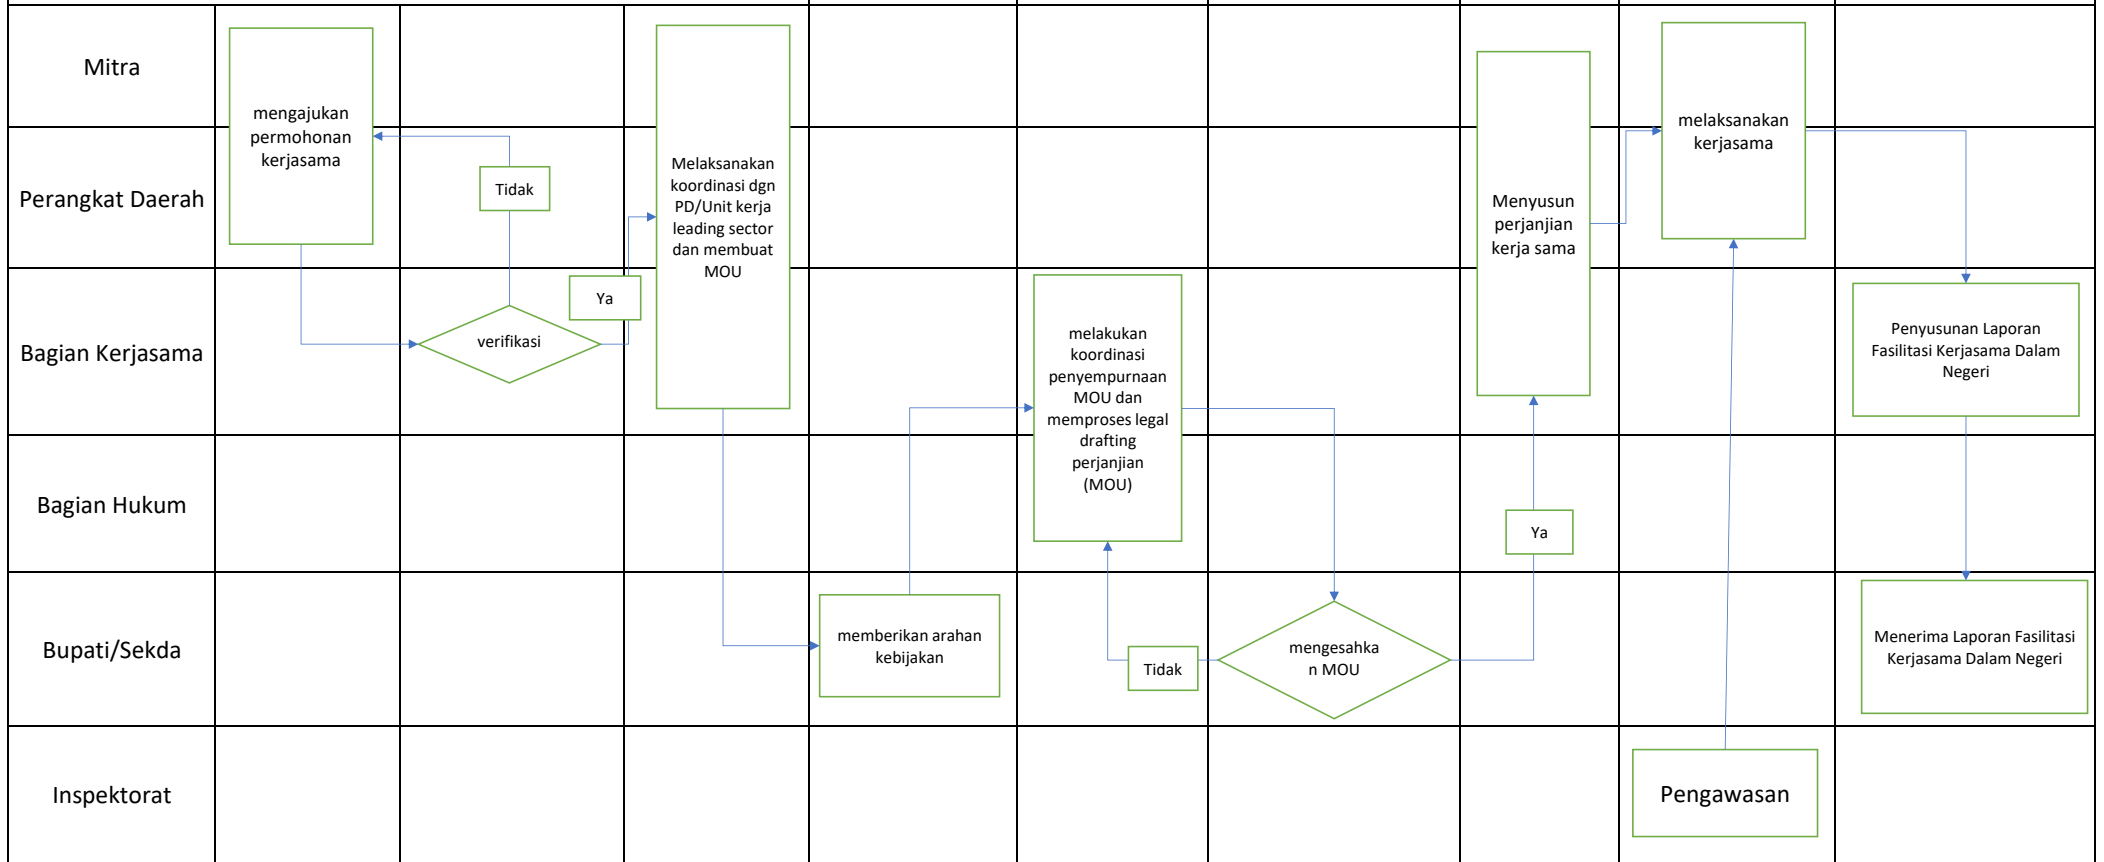 Mitra
Perangkat Daerah
Bagian Kerjasama
Bagian Hukum
Bupati/Sekda
Inspektorat
mengajukan
permohonan
kerjasama
Tidak
verifikasi
Ya
Melaksanakan
koordinasi dgn
PD/Unit kerja
leading sector
dan membuat
MOU
memberikan arahan
kebijakan
melakukan
koordinasi
penyempurnaan
MOU dan
memproses legal
drafting
perjanjian
(MOU)
Tidak
mengesahka
n MOU
Ya
Menyusun
perjanjian
kerja sama
melaksanakan
kerjasama
Pengawasan
Penyusunan Laporan
Fasilitasi Kerjasama Dalam
Negeri
Menerima Laporan Fasilitasi
Kerjasama Dalam Negeri